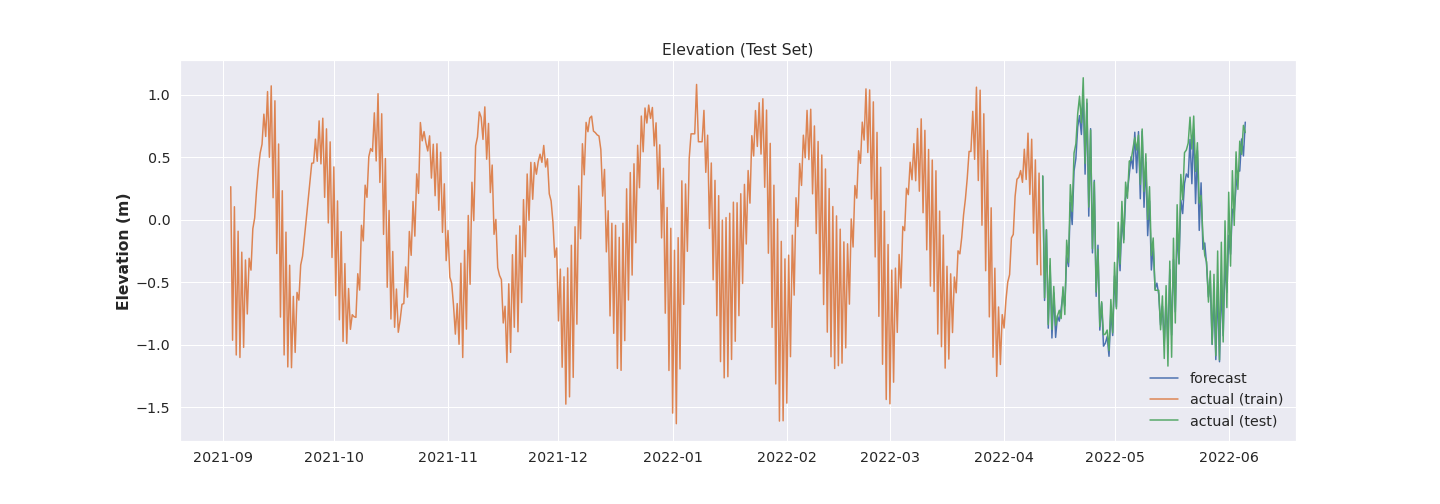 Elevation (Test Set)
Elevation (m)
1.0
0.5
0.0
−0.5
−1.0
−1.5
forecast
actual (train)
actual (test)
2021-09 2021-10 2021-11 2021-12 2022-01 2022-02 2022-03 2022-04 2022-05 2022-06